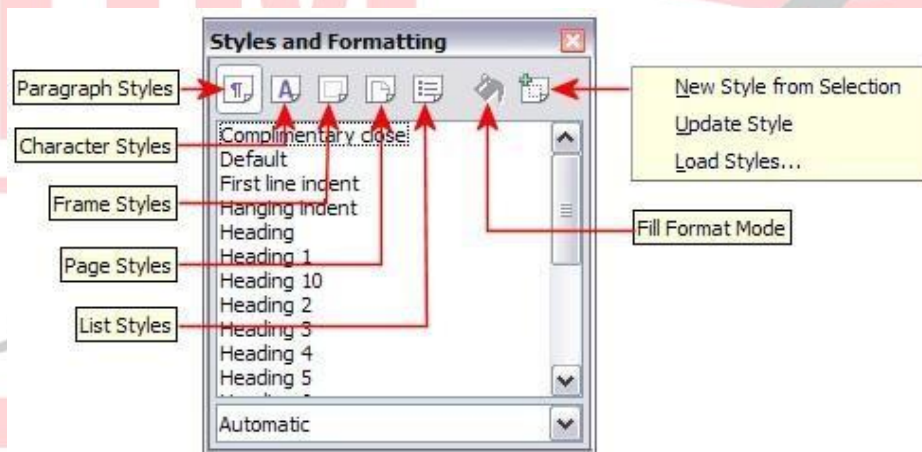 Styles and Formatting
Paragraph Styles
Character Styles
Frame Styles
Page Styles
List Styles
New Style from Selection
Update Style
Load Styles...
Fill Format Mode
Complimentary close
Default
First line indent
Hanging indent
Heading
Heading 1
Heading 10
Heading 2
Heading 3
Heading 4
Heading 5
Automatic